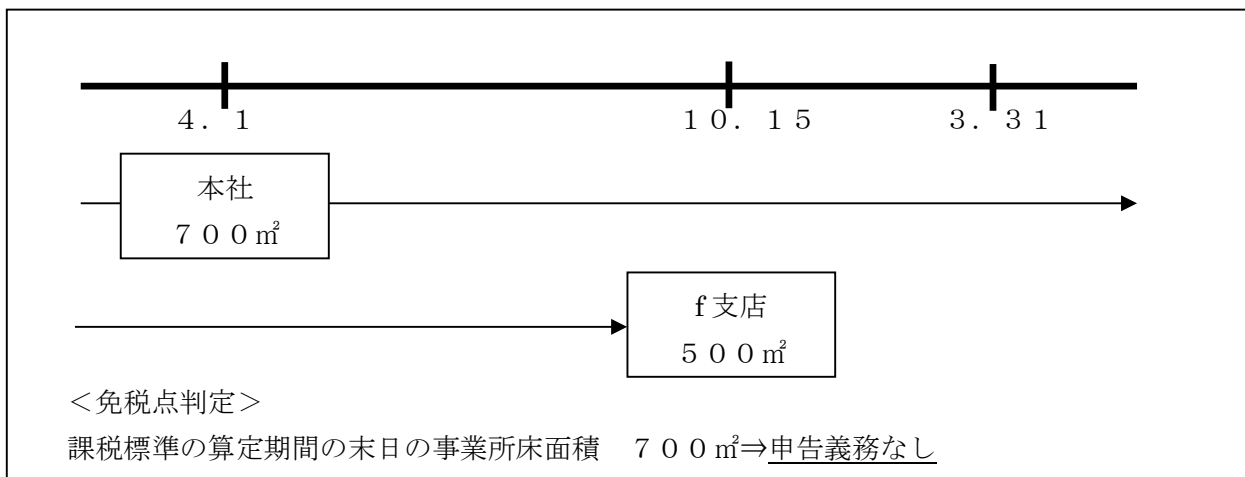 ４．１ １０．１５ ３．３１
本社
７００㎡
f 支店
５００㎡
＜免税点判定＞
課税標準の算定期間の末日の事業所床面積　７００㎡⇒申告義務なし